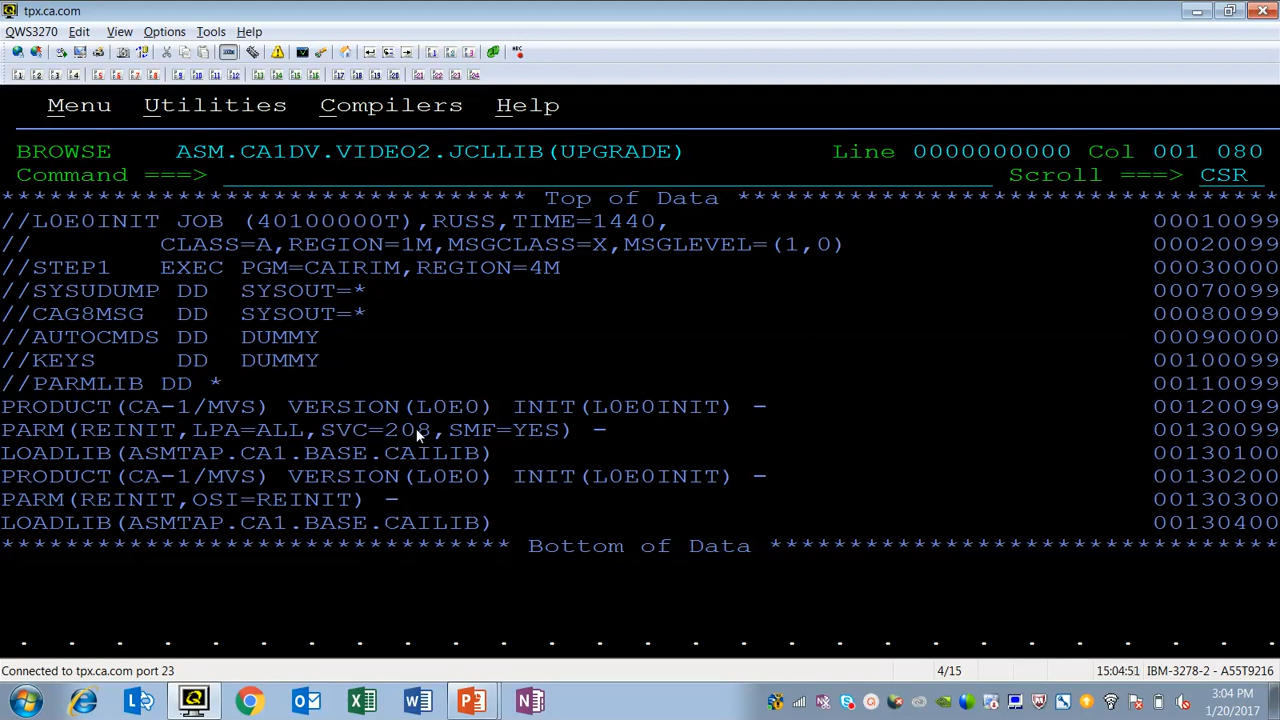 tpx.ca.com
QWS3270 Edit View Options Tools Help
Menu Utilities Compilers Help
BROWSE ASM.CA1DV.VIDEO2.JCLLIB(UPGRADE) Line 0000000000 Col 001 080
Command ===> Scroll ===> CSR
********************************* Top of Data **********************************
//L0E0INIT JOB (40100000T),RUSS,TIME=1440, 00010099
// CLASS=A,REGION=1M,MSGCLASS=X,MSGLEVEL=(1,0) 00020099
//STEP1 EXEC PGM=CAIRIM,REGION=4M 00030000
//SYSUDUMP DD SYSOUT=* 00070099
//CAG8MSG DD SYSOUT=* 00080099
//AUTOCMDS DD DUMMY 00090000
//KEYS DD DUMMY 00100099
//PARMLIB DD * 00110099
PRODUCT(CA-1/MVS) VERSION(L0E0) INIT(L0E0INIT) - 00120099
PARM(REINIT,LPA=ALL,SVC=208,SMF=YES) - 00130099
LOADLIB(ASMTAP.CA1.BASE.CAILIB) 00130100
PRODUCT(CA-1/MVS) VERSION(L0E0) INIT(L0E0INIT) - 00130200
PARM(REINIT,OSI=REINIT) - 00130300
LOADLIB(ASMTAP.CA1.BASE.CAILIB) 00130400
******************************** Bottom of Data ********************************
. . . . . . . . . . . . . . . . . . . . . . . . . . .
Connected to tpx.ca.com port 23 4/15 15:04:51 IBM-3278-2 - A55T9216
3:04 PM
1/20/2017